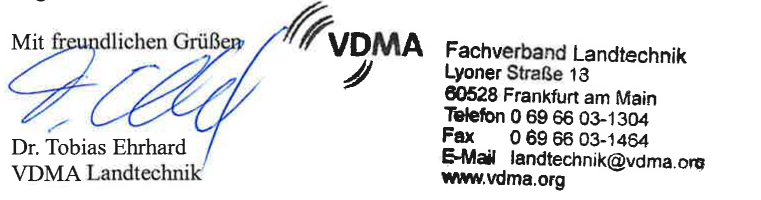 Mit freundlichen Grüßen
Dr. Tobias Ehrhard
VDMA Landtechnik
VDMA
Fachverband Landtechnik
Lyoner Straße 18
60528 Frankfurt am Main
Telefon 0 69 66 03-1304
Fax 0 69 66 03-1464
E-Mail landtechnik@vdma.org
www.vdma.org